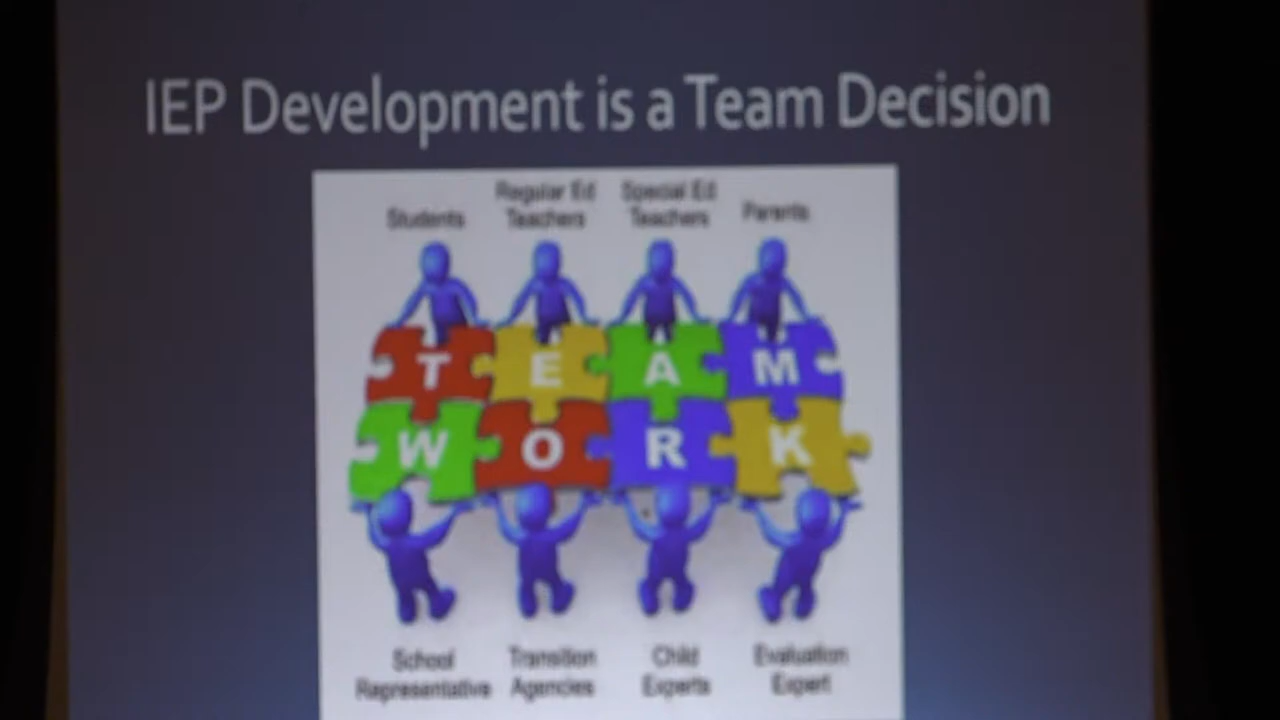 IEP Development is a Team Decision
Students
Regular Ed
Teachers
Special Ed
Teachers
Parents
T E A M
W O R K
School
Representative
Transition
Agencies
Child
Experts
Evaluation
Expert